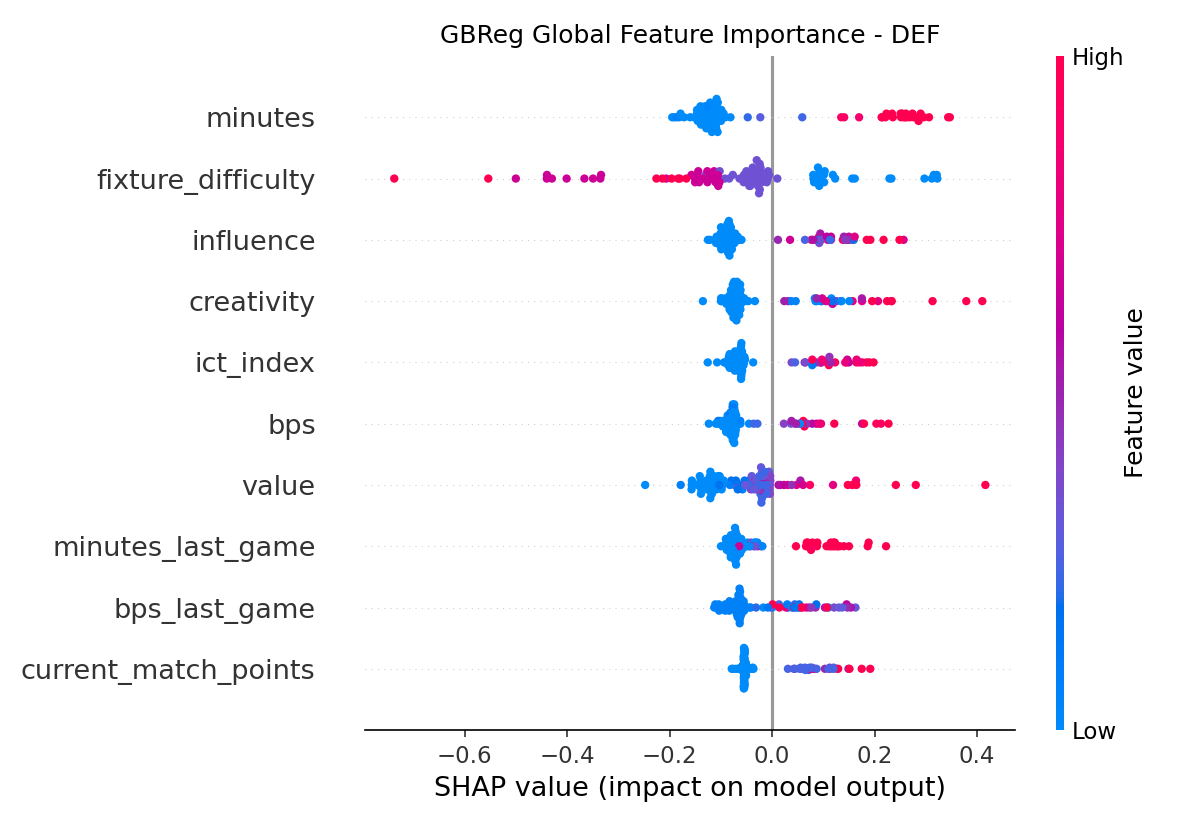 GBReg Global Feature Importance - DEF
High
minutes
fixture_difficulty
influence
creativity
ict_index
bps
value
minutes_last_game
bps_last_game
current_match_points
Feature value
Low
−0.6 −0.4 −0.2 0.0 0.2 0.4
SHAP value (impact on model output)